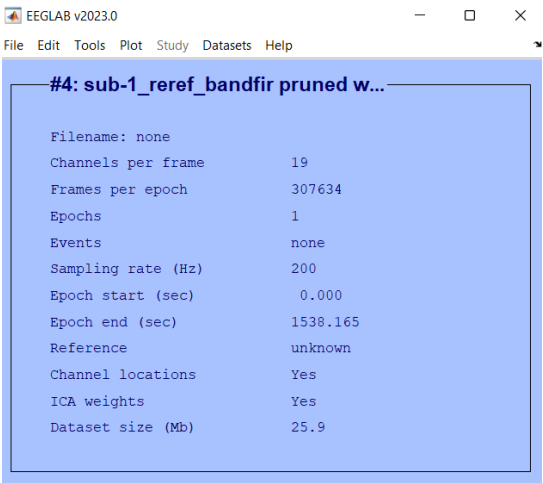 EEGLAB v2023.0
File Edit Tools Plot Study Datasets Help
#4: sub-1_reref_bandfir pruned w...
Filename: none
Channels per frame 19
Frames per epoch 307634
Epochs 1
Events none
Sampling rate (Hz) 200
Epoch start (sec) 0.000
Epoch end (sec) 1538.165
Reference unknown
Channel locations Yes
ICA weights Yes
Dataset size (Mb) 25.9